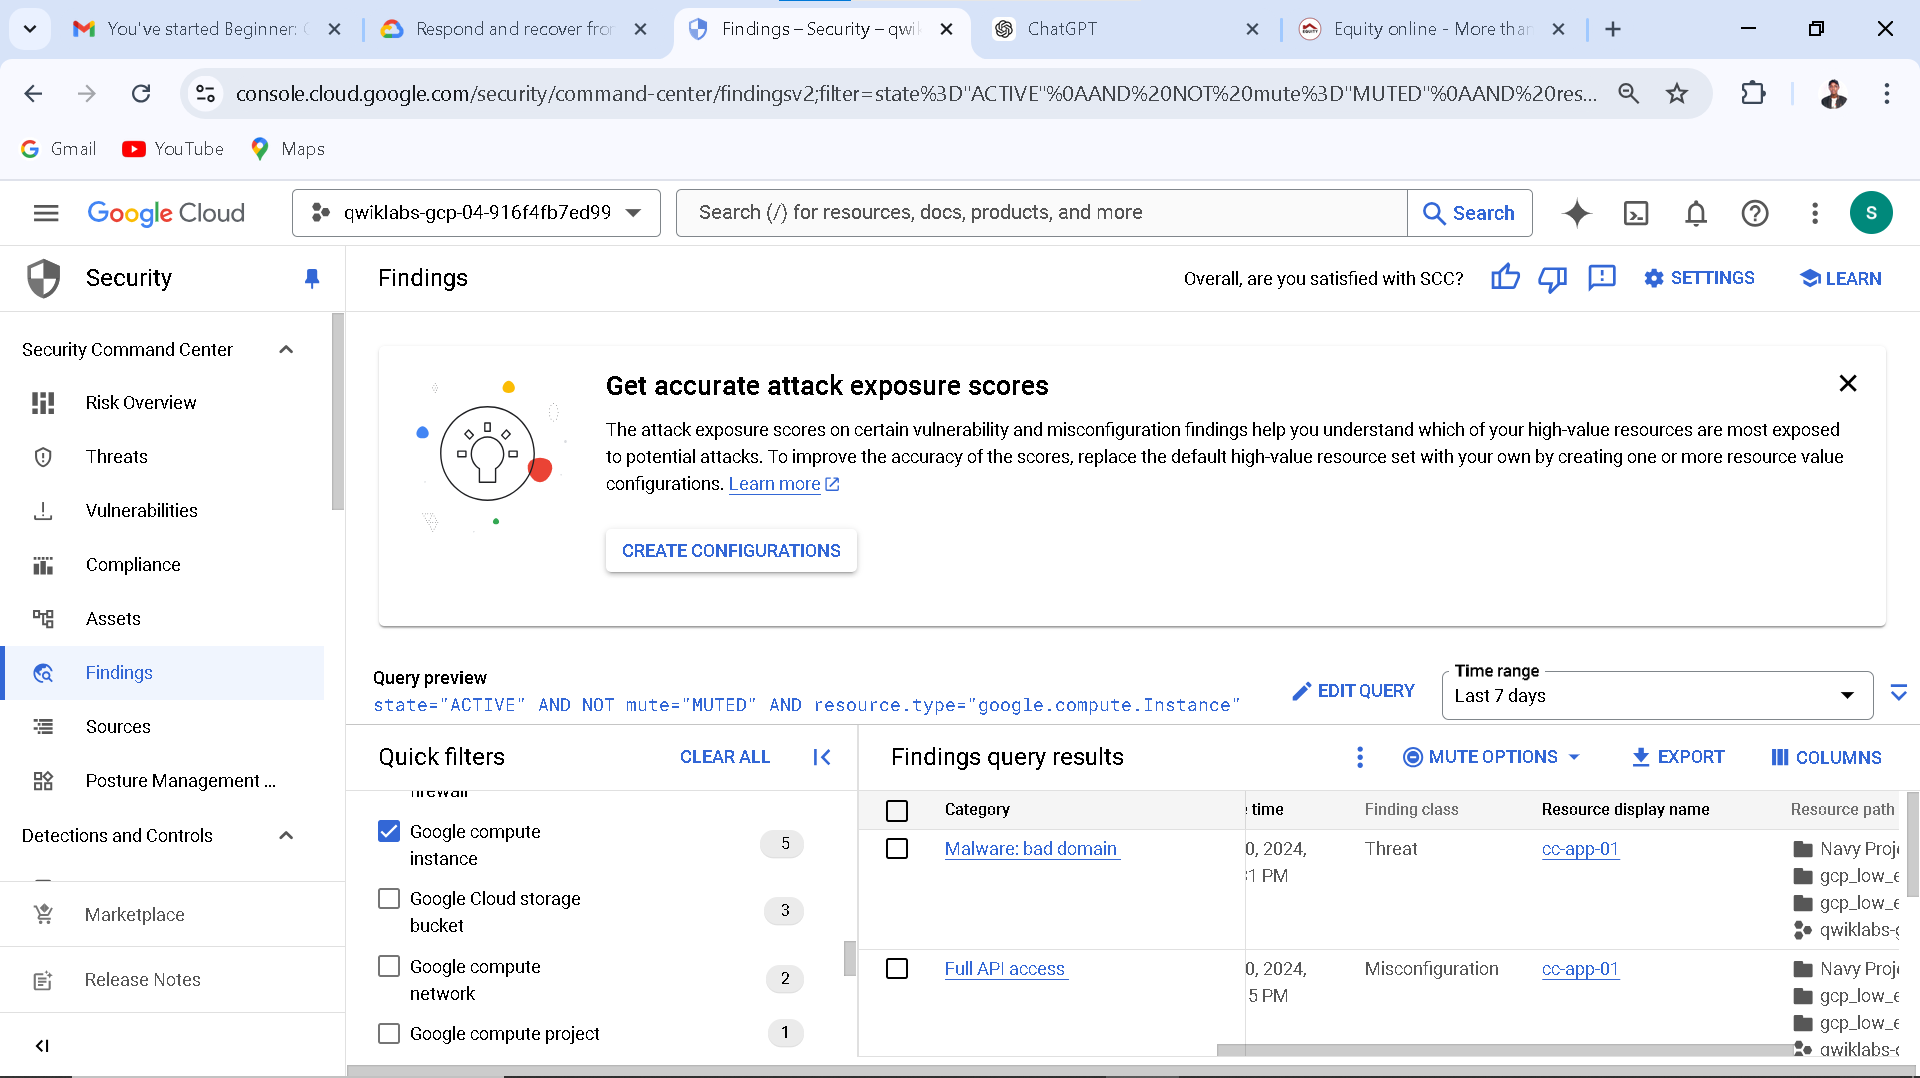 You've started Beginner:
Respond and recover fro
Findings – Security – qwi
ChatGPT
Equity online - More than
console.cloud.google.com/security/command-center/findingsv2;filter=state%3D"ACTIVE"%0AAND%20NOT%20mute%3D"MUTED"%0AAND%20res...
Gmail
YouTube
Maps
Google Cloud
qwiklabs-gcp-04-916f4fb7ed99
Search (/) for resources, docs, products, and more
Search
S
Security
Findings
Overall, are you satisfied with SCC?
SETTINGS
LEARN
Security Command Center
Risk Overview
Threats
Vulnerabilities
Compliance
Assets
Findings
Sources
Posture Management ...
Detections and Controls
Marketplace
Release Notes
Get accurate attack exposure scores
The attack exposure scores on certain vulnerability and misconfiguration findings help you understand which of your high-value resources are most exposed
to potential attacks. To improve the accuracy of the scores, replace the default high-value resource set with your own by creating one or more resource value
configurations. Learn more
CREATE CONFIGURATIONS
Query preview
state="ACTIVE" AND NOT mute="MUTED" AND resource.type="google.compute.Instance"
EDIT QUERY
Time range
Last 7 days
Quick filters
CLEAR ALL
firewall
Google compute
instance
5
Google Cloud storage
bucket
3
Google compute
network
2
Google compute project
1
Findings query results
MUTE OPTIONS
EXPORT
COLUMNS
Category
time
Finding class
Resource display name
Resource path
Malware: bad domain
0, 2024,
1 PM
Threat
cc-app-01
Navy Proje
gcp_low_e
gcp_low_e
qwiklabs-g
Full API access
0, 2024,
5 PM
Misconfiguration
cc-app-01
Navy Proje
gcp_low_e
gcp_low_e
qwiklabs-g